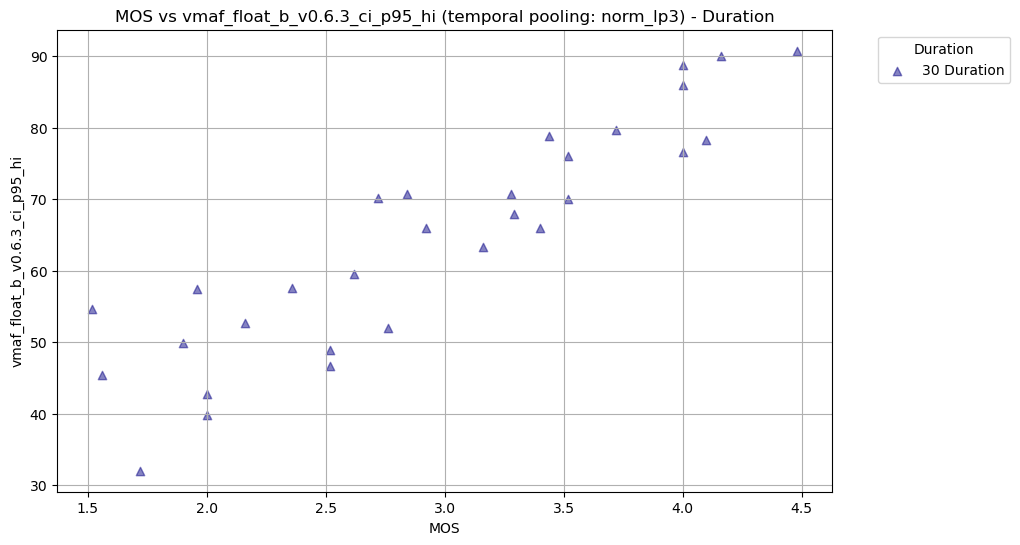 MOS vs vmaf_float_b_v0.6.3_ci_p95_hi (temporal pooling: norm_lp3) - Duration
Duration
30 Duration
vmaf_float_b_v0.6.3_ci_p95_hi
90
80
70
60
50
40
30
1.5 2.0 2.5 3.0 3.5 4.0 4.5
MOS